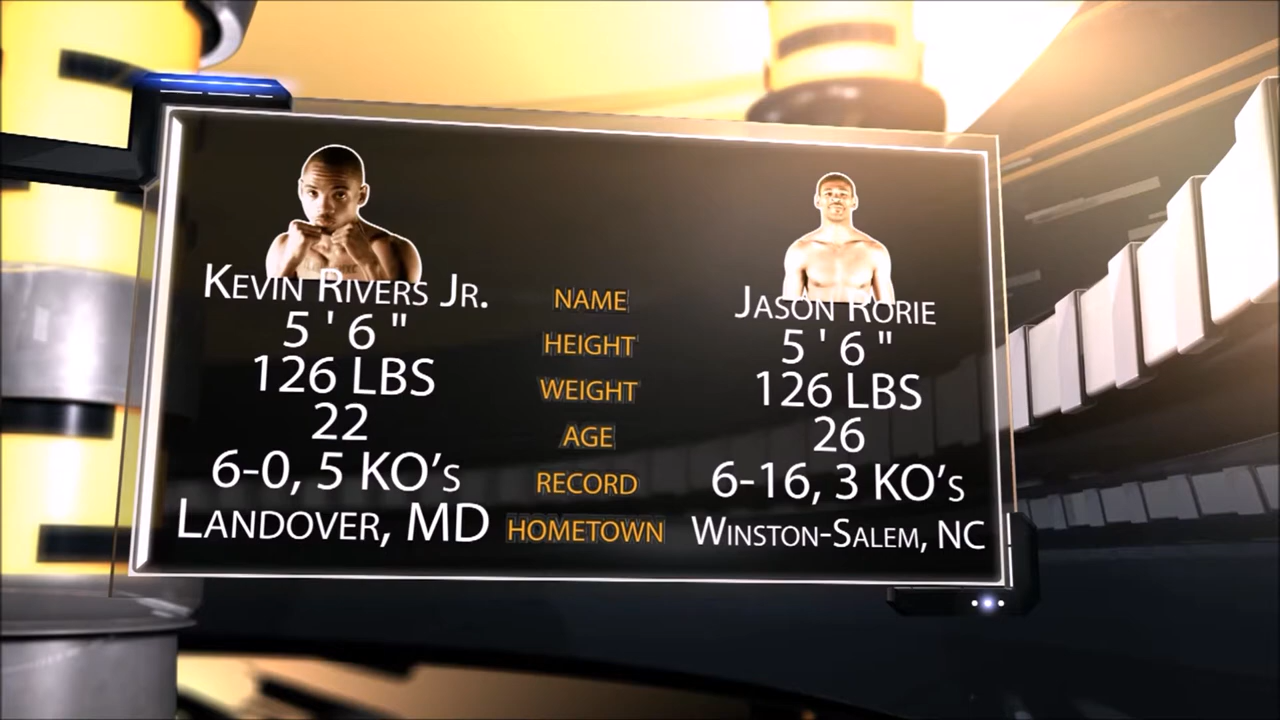 Kevin Rivers Jr. NAME Jason Rorie
5 ' 6 " HEIGHT 5 ' 6 "
126 LBS WEIGHT 126 LBS
22 AGE 26
6-0, 5 KO's RECORD 6-16, 3 KO's
Landover, MD HOMETOWN Winston-Salem, NC